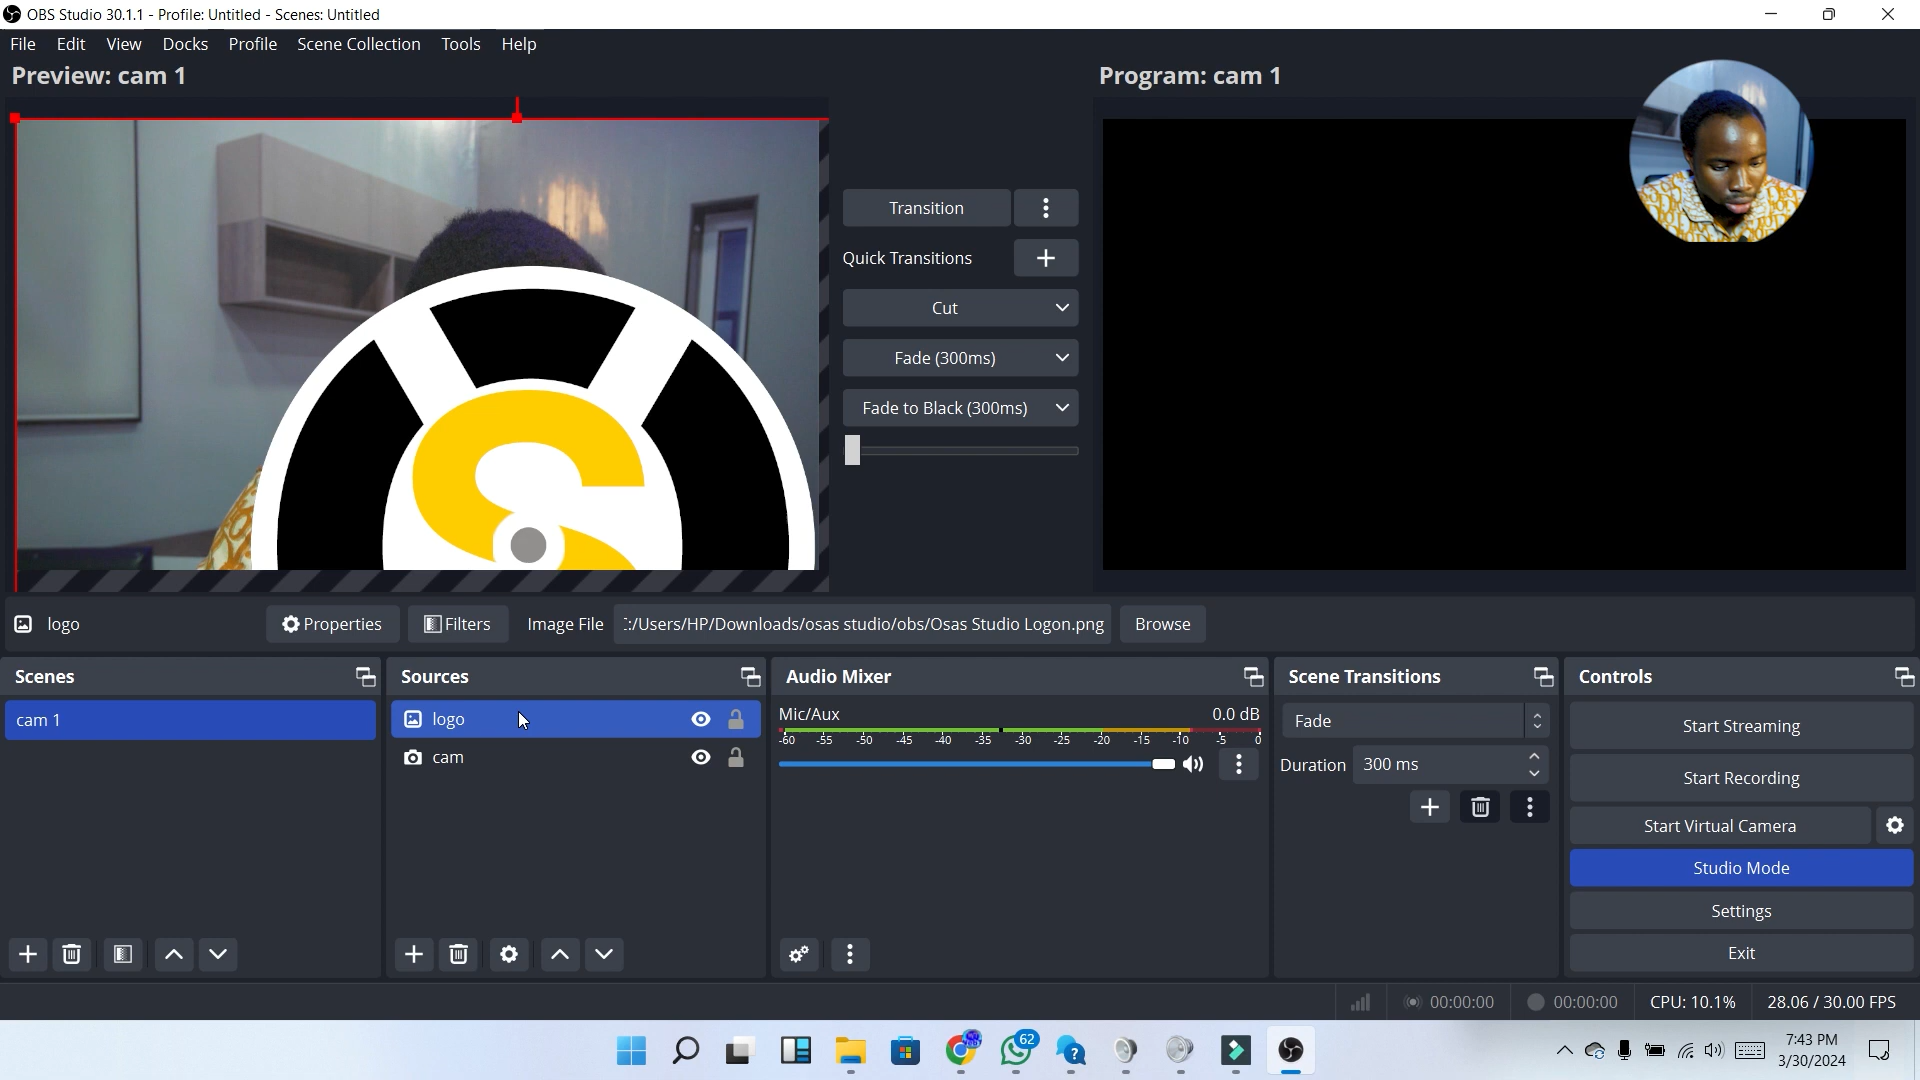 OBS Studio 30.1.1 - Profile: Untitled - Scenes: Untitled
File Edit View Docks Profile Scene Collection Tools Help
Preview: cam 1
Program: cam 1
Transition
Quick Transitions
Cut
Fade (300ms)
Fade to Black (300ms)
S
logo
Properties
Filters
Image File
:/Users/HP/Downloads/osas studio/obs/Osas Studio Logon.png
Browse
Scenes
cam 1
Sources
logo
cam
Audio Mixer
Mic/Aux 0.0 dB
-60 -55 -50 -45 -40 -35 -30 -25 -20 -15 -10 -5 0
Scene Transitions
Fade
Duration 300 ms
Controls
Start Streaming
Start Recording
Start Virtual Camera
Studio Mode
Settings
Exit
00:00:00
00:00:00
CPU: 10.1%
28.06 / 30.00 FPS
62
7:43 PM
3/30/2024